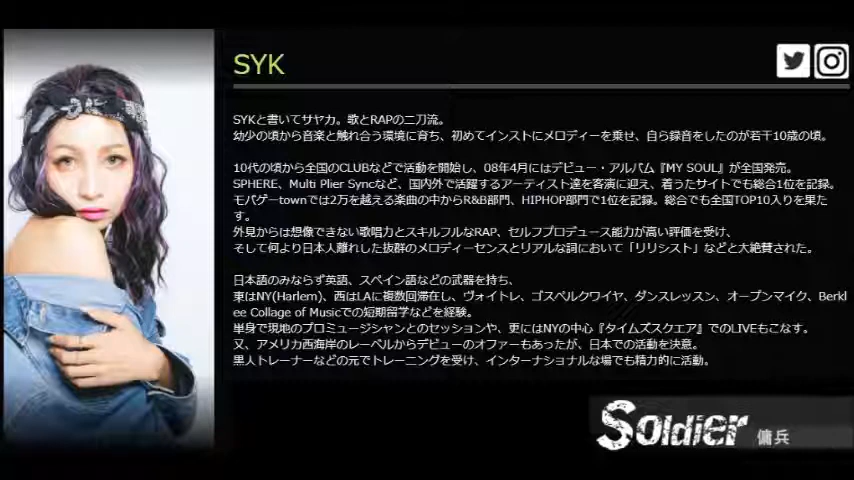 SYK
SYKと書いてサヤカ。歌とRAPの二刀流。
幼少の頃から音楽と触れ合う環境に育ち、初めてインストにメロディーを乗せ、自ら録音をしたのが若干10歳の頃。
10代の頃から全国のCLUBなどで活動を開始し、08年4月にはデビュー・アルバム『MY SOUL』が全国発売。
SPHERE、Multi Plier Syncなど、国内外で活躍するアーティスト達を客演に迎え、着うたサイトでも総合1位を記録。
モバゲーtownでは2万を越える楽曲の中からR&B部門、HIPHOP部門で1位を記録。総合でも全国TOP10入りを果た
す。
外見からは想像できない歌唱力とスキルフルなRAP、セルフプロデュース能力が高い評価を受け、
そして何より日本人離れした抜群のメロディーセンスとリアルな詞において「リリシスト」などと大絶賛された。
日本語のみならず英語、スペイン語などの武器を持ち、
東はNY(Harlem)、西はLAに複数回滞在し、ヴォイトレ、ゴスペルクワイヤ、ダンスレッスン、オープンマイク、Berkl
ee Collage of Musicでの短期留学などを経験。
単身で現地のプロミュージシャンとのセッションや、更にはNYの中心『タイムズスクエア』でのLIVEもこなす。
又、アメリカ西海岸のレーベルからデビューのオファーもあったが、日本での活動を決意。
黒人トレーナーなどの元でトレーニングを受け、インターナショナルな場でも精力的に活動。
Soldier 傭兵